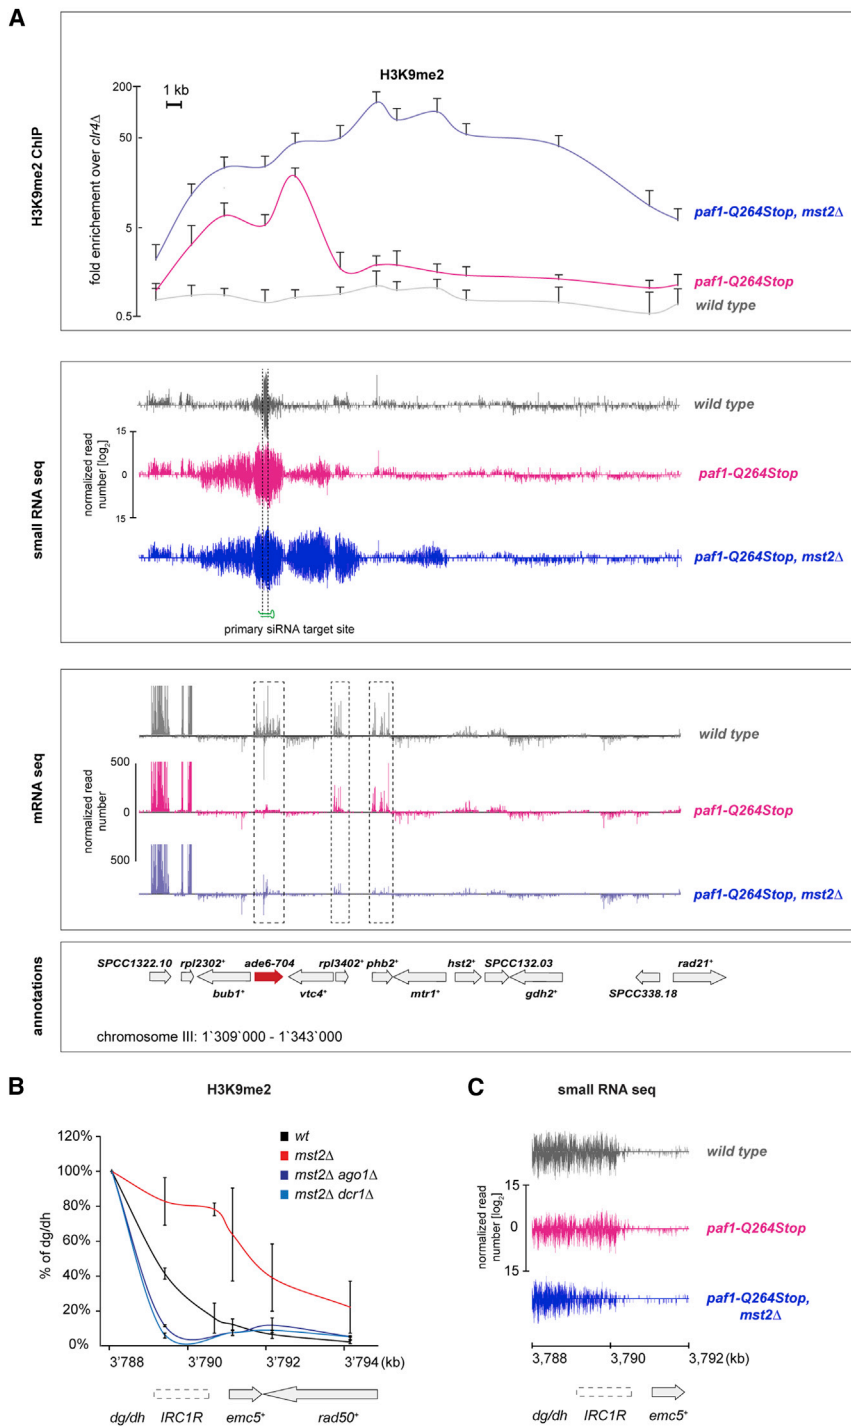 A
H3K9me2 ChIP
H3K9me2
1 kb
200
50
5
0.5
fold enrichement over clr4Δ
paf1-Q264Stop, mst2Δ
paf1-Q264Stop
wild type
small RNA seq
wild type
15
0
15
normalized read
number [log2]
paf1-Q264Stop
paf1-Q264Stop, mst2Δ
primary siRNA target site
mRNA seq
wild type
500
0
500
normalized read
number
paf1-Q264Stop
paf1-Q264Stop, mst2Δ
annotations
SPCC1322.10 rpl2302+ ade6-704 rpl3402+ phb2+ hst2+ SPCC132.03 rad21+
bub1+ vtc4+ mtr1+ gdh2+ SPCC338.18
chromosome III: 1`309`000 - 1`343`000
B
H3K9me2
120%
100%
80%
60%
40%
20%
0%
% of dg/dh
wt
mst2Δ
mst2Δ ago1Δ
mst2Δ dcr1Δ
3'788 3'790 3'792 3'794 (kb)
dg/dh IRC1R emc5+ rad50+
C
small RNA seq
wild type
15
0
15
normalized read
number [log2]
paf1-Q264Stop
paf1-Q264Stop,
mst2Δ
3,788 3,790 3,792 (kb)
dg/dh IRC1R emc5+